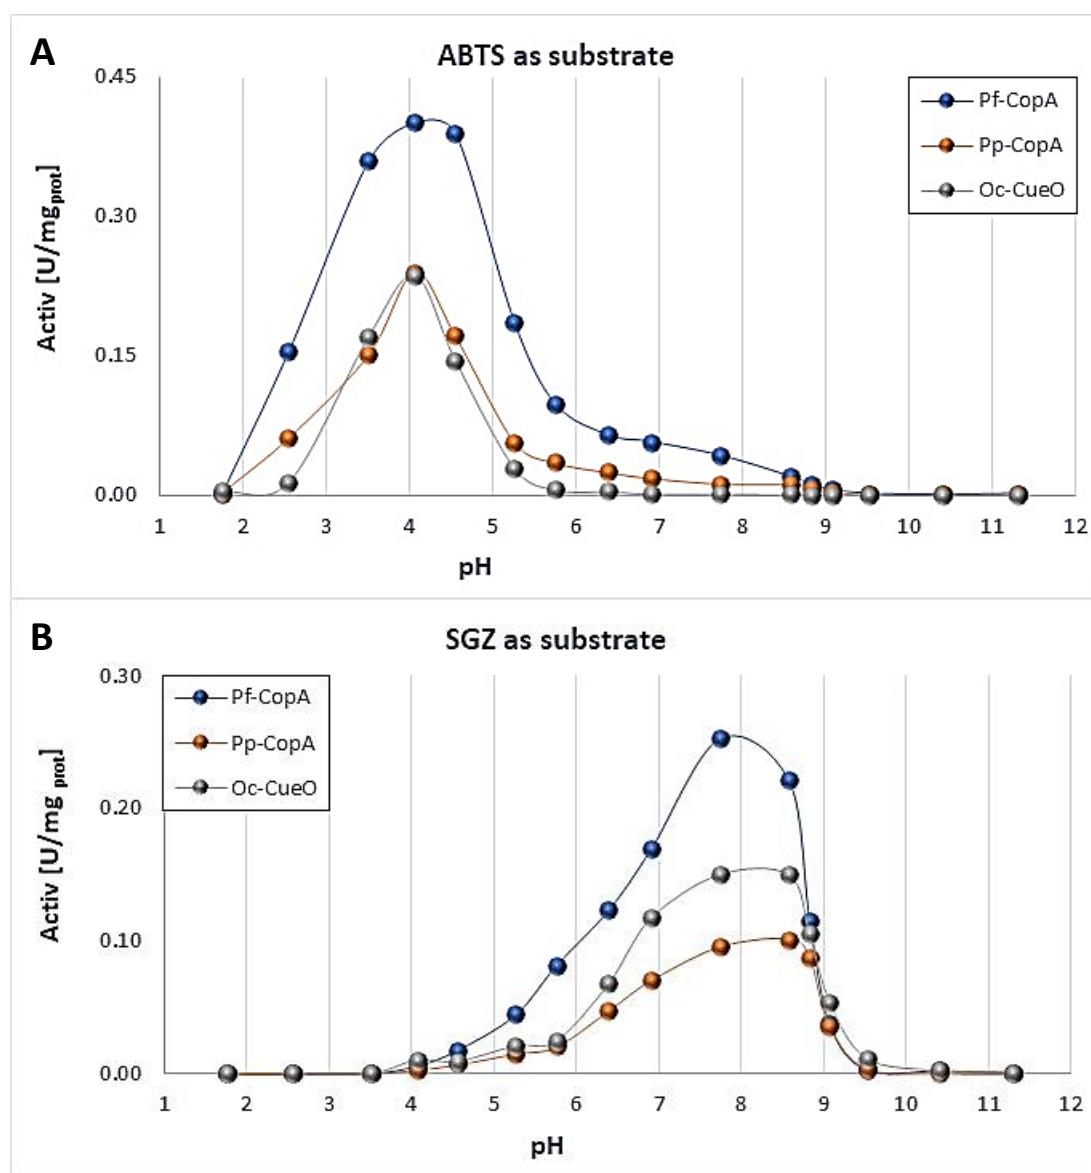 A
ABTS as substrate
0.45
0.30
0.15
0.00
Activ [U/mgprot]
Pf-CopA
Pp-CopA
Oc-CueO
1 2 3 4 5 6 7 8 9 10 11 12
pH
B
SGZ as substrate
0.30
0.20
0.10
0.00
Activ [U/mg prot]
Pf-CopA
Pp-CopA
Oc-CueO
1 2 3 4 5 6 7 8 9 10 11 12
pH